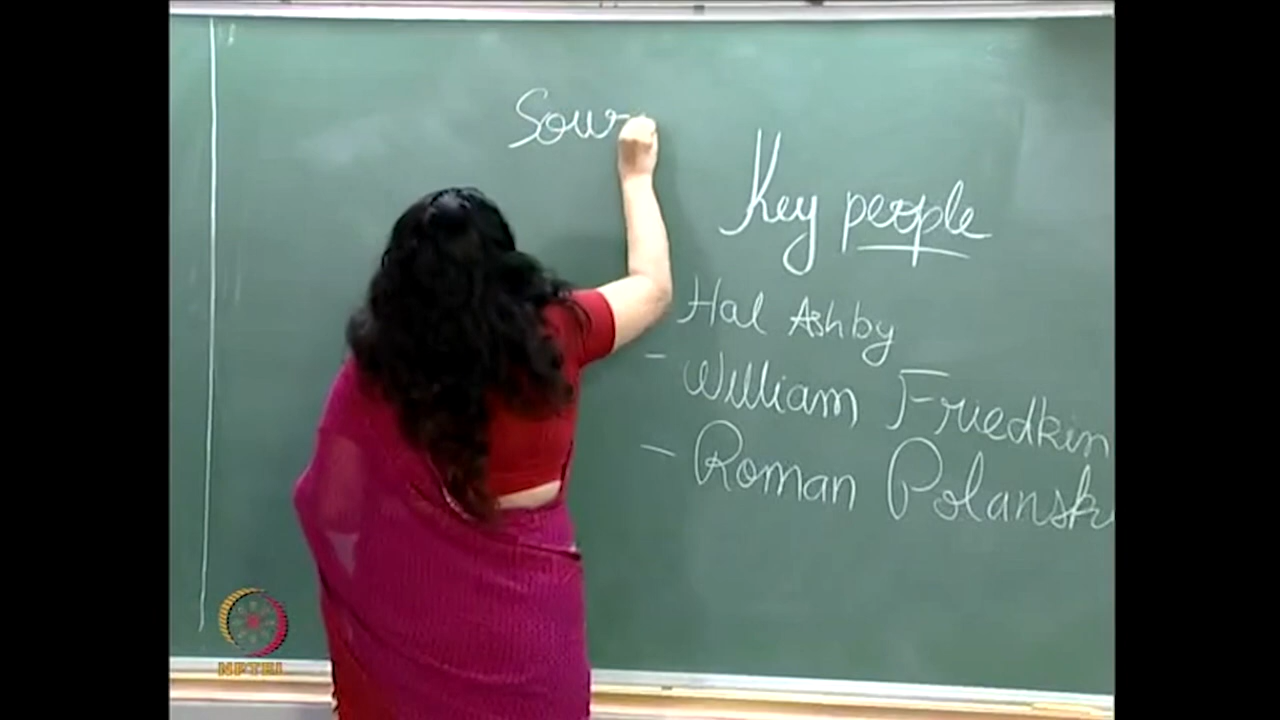 Sour
Key people
Hal Ashby
- William Friedkin
- Roman Polansk
NPTEL